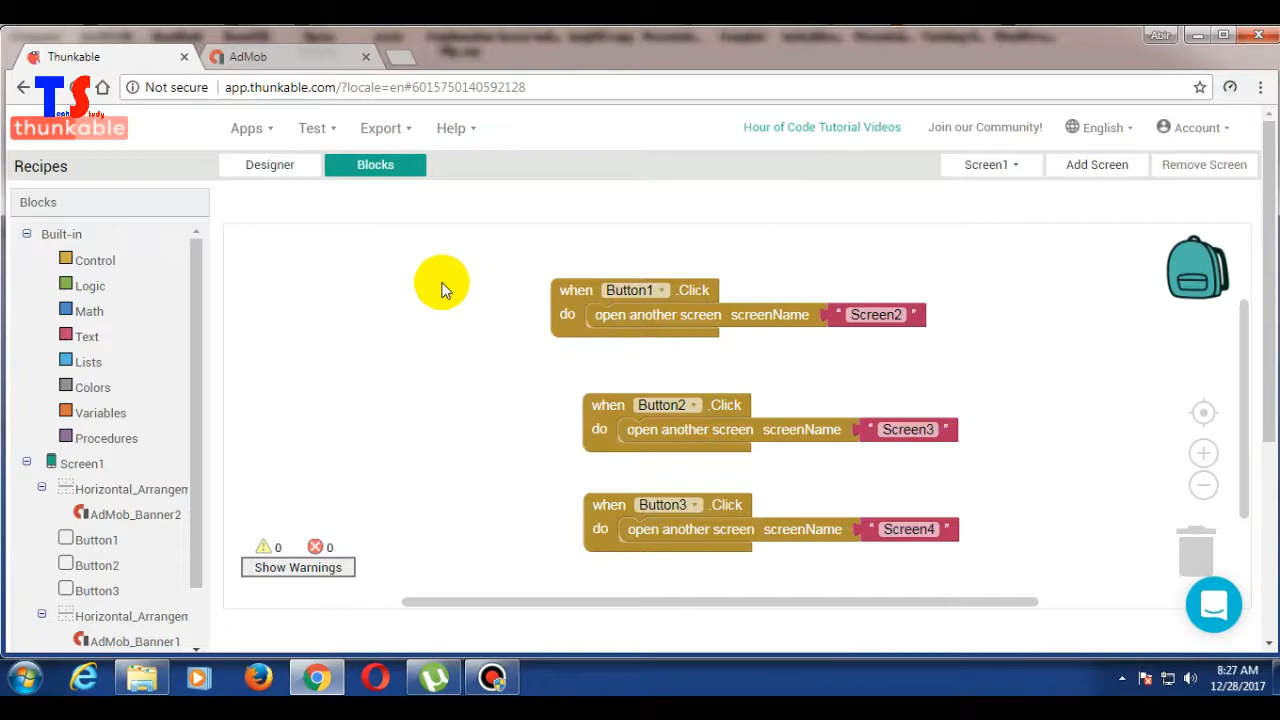 Abir
Thunkable
AdMob
Not secure
app.thunkable.com/?locale=en#6015750140592128
TS
Teah Study
thunkable
Apps
Test
Export
Help
Hour of Code Tutorial Videos
Join our Community!
English
Account
Recipes
Designer
Blocks
Screen1
Add Screen
Remove Screen
Blocks
Built-in
Control
Logic
Math
Text
Lists
Colors
Variables
Procedures
Screen1
Horizontal_Arrangem
AdMob_Banner2
Button1
Button2
Button3
Horizontal_Arrangem
AdMob_Banner1
when Button1 .Click
do open another screen screenName “ Screen2 ”
when Button2 .Click
do open another screen screenName “ Screen3 ”
when Button3 .Click
do open another screen screenName “ Screen4 ”
0 0
Show Warnings
8:27 AM
12/28/2017